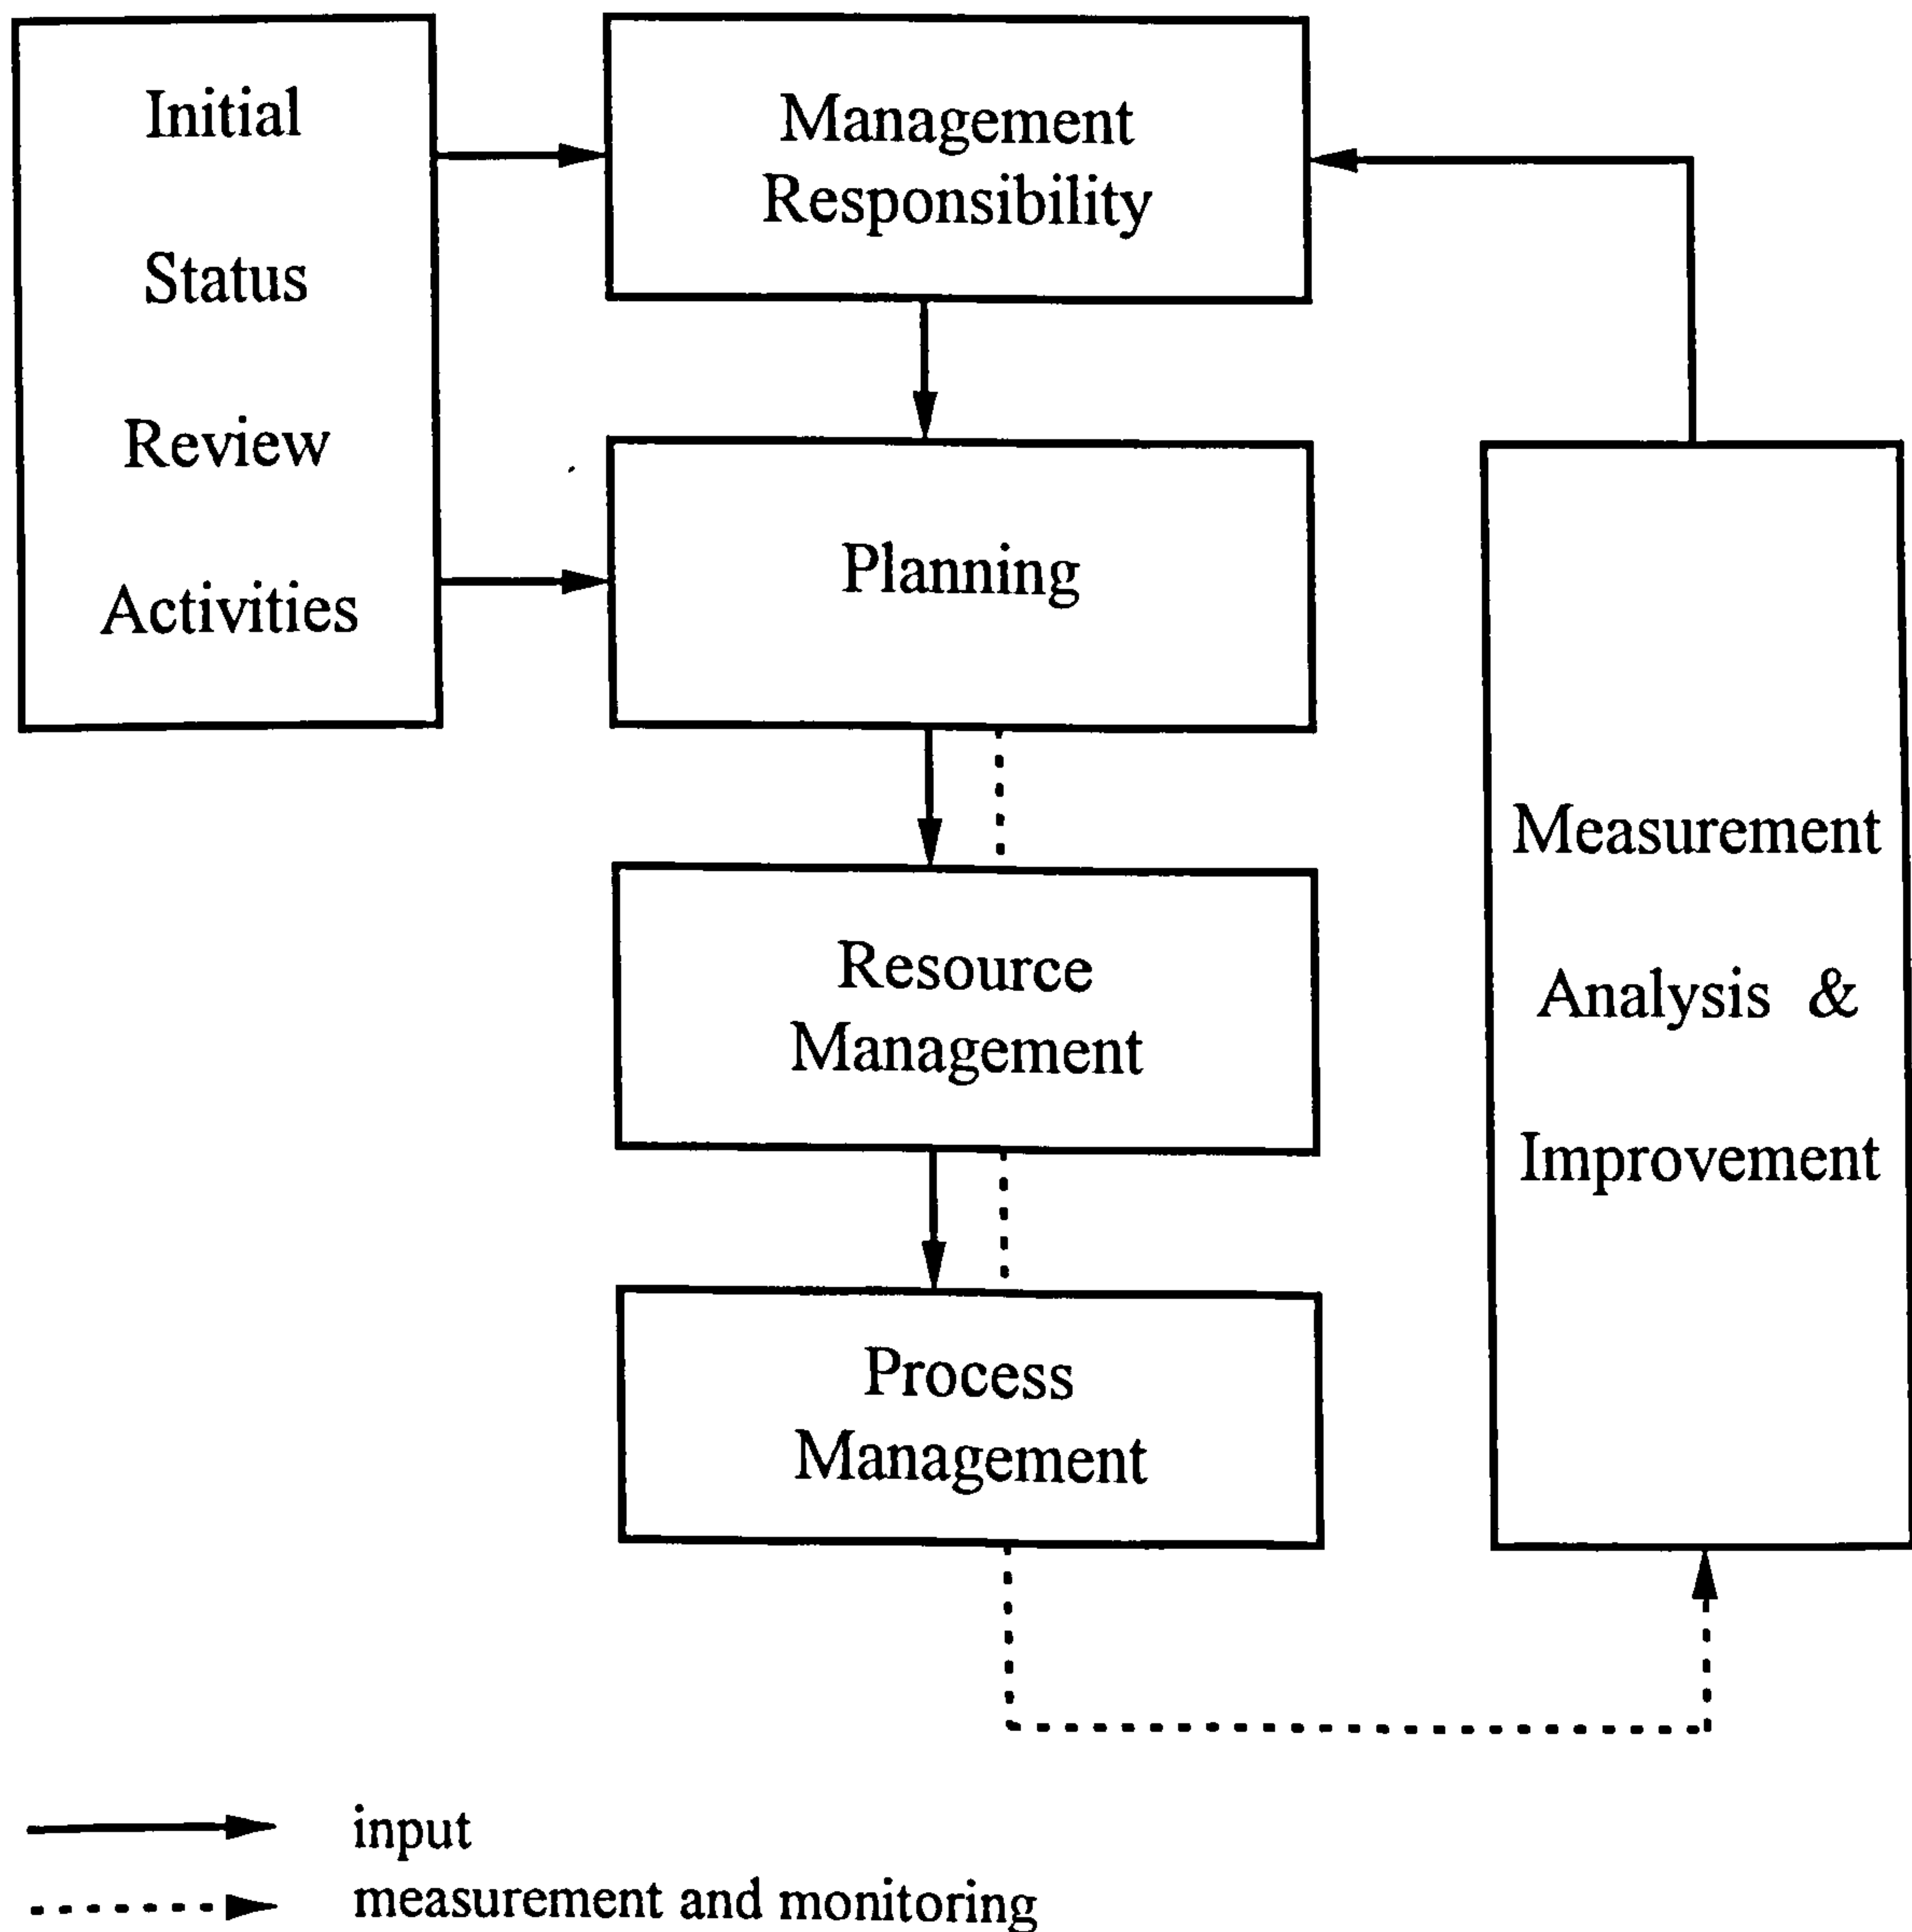 Initial
Status
Review
Activities
Management
Responsibility
Planning
Resource
Management
Process
Management
Measurement
Analysis &
Improvement
input
measurement and monitoring